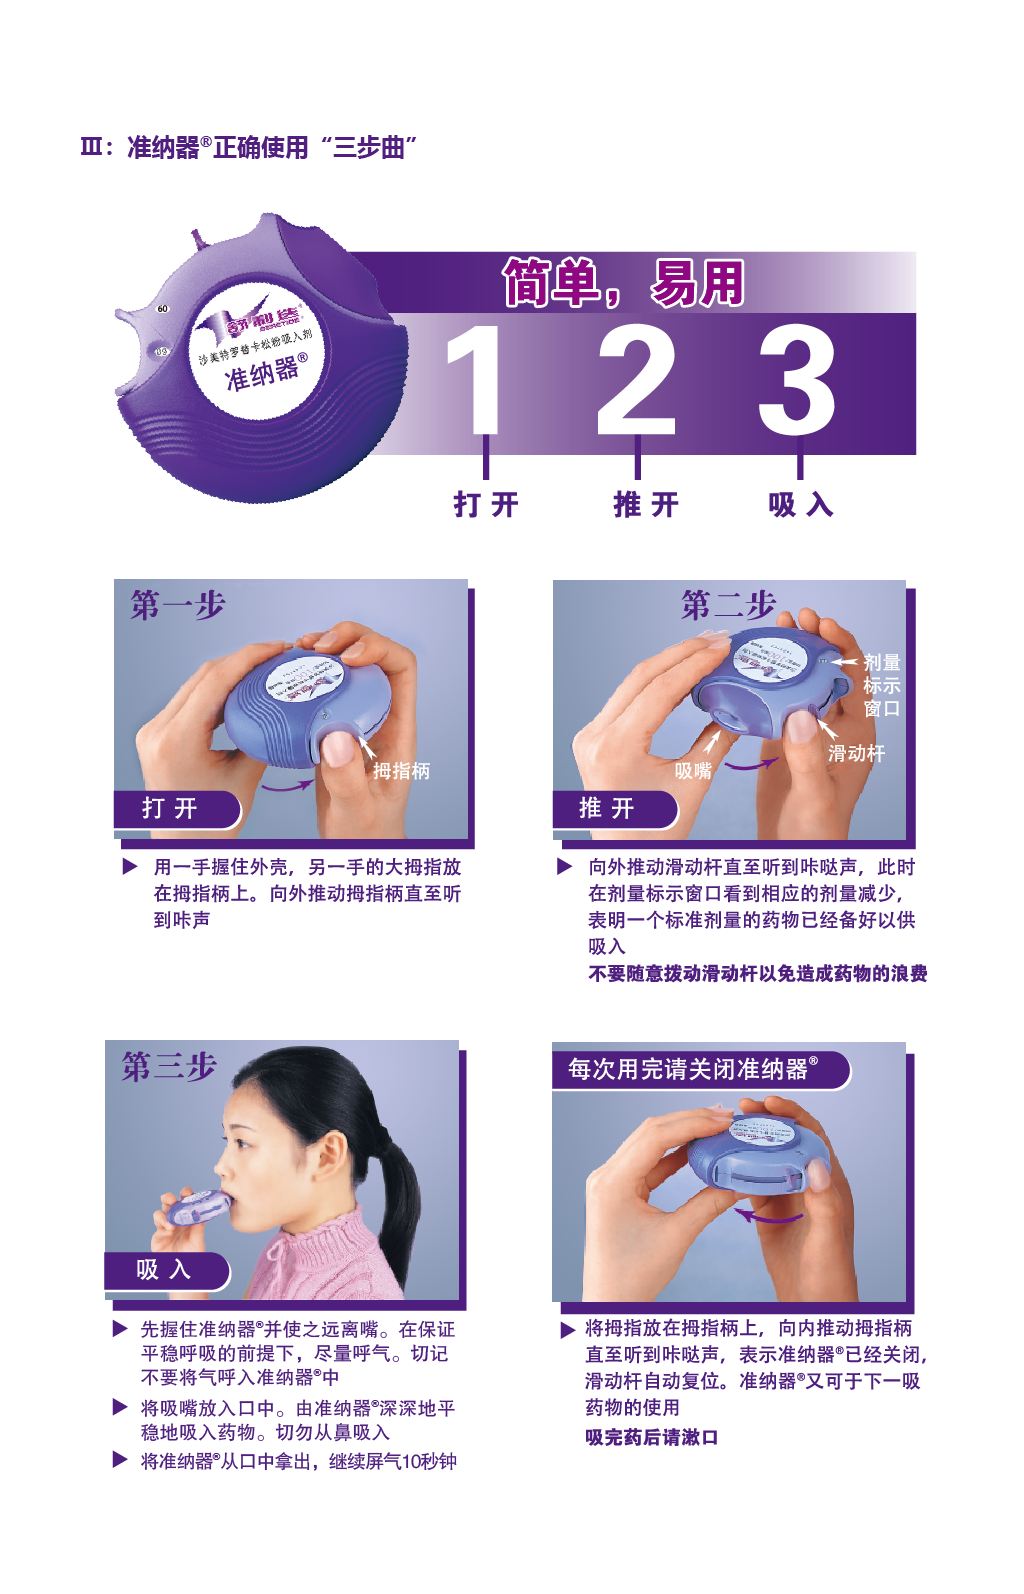 Ⅲ：准纳器®正确使用“三步曲”
60
舒利迭®
SERETIDE
沙美特罗替卡松粉吸入剂
准纳器®
简单，易用
1 2 3
打开 推开 吸入
第一步
拇指柄
打开
▶ 用一手握住外壳，另一手的大拇指放
在拇指柄上。向外推动拇指柄直至听
到咔声
第二步
剂量
标示
窗口
滑动杆
吸嘴
推开
▶ 向外推动滑动杆直至听到咔哒声，此时
在剂量标示窗口看到相应的剂量减少，
表明一个标准剂量的药物已经备好以供
吸入
不要随意拨动滑动杆以免造成药物的浪费
第三步
吸入
▶ 先握住准纳器®并使之远离嘴。在保证
平稳呼吸的前提下，尽量呼气。切记
不要将气呼入准纳器®中
▶ 将吸嘴放入口中。由准纳器®深深地平
稳地吸入药物。切勿从鼻吸入
▶ 将准纳器®从口中拿出，继续屏气10秒钟
每次用完请关闭准纳器®
▶ 将拇指放在拇指柄上，向内推动拇指柄
直至听到咔哒声，表示准纳器®已经关闭，
滑动杆自动复位。准纳器®又可于下一吸
药物的使用
吸完药后请漱口